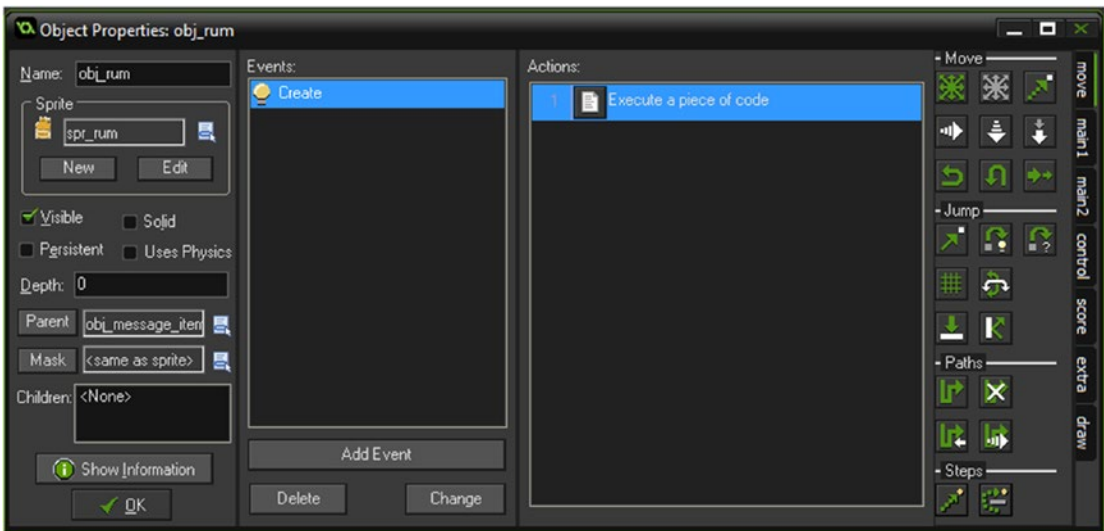 Object Properties: obj_rum
Name: obj_rum
Sprite
spr_rum
New Edit
Visible Solid
Persistent Uses Physics
Depth: 0
Parent obj_message_item
Mask <same as sprite>
Children: <None>
Show Information
OK
Events:
Create
Add Event
Delete Change
Actions:
1 Execute a piece of code
Move
Jump
Paths
Steps
move
main1
main2
control
score
extra
draw